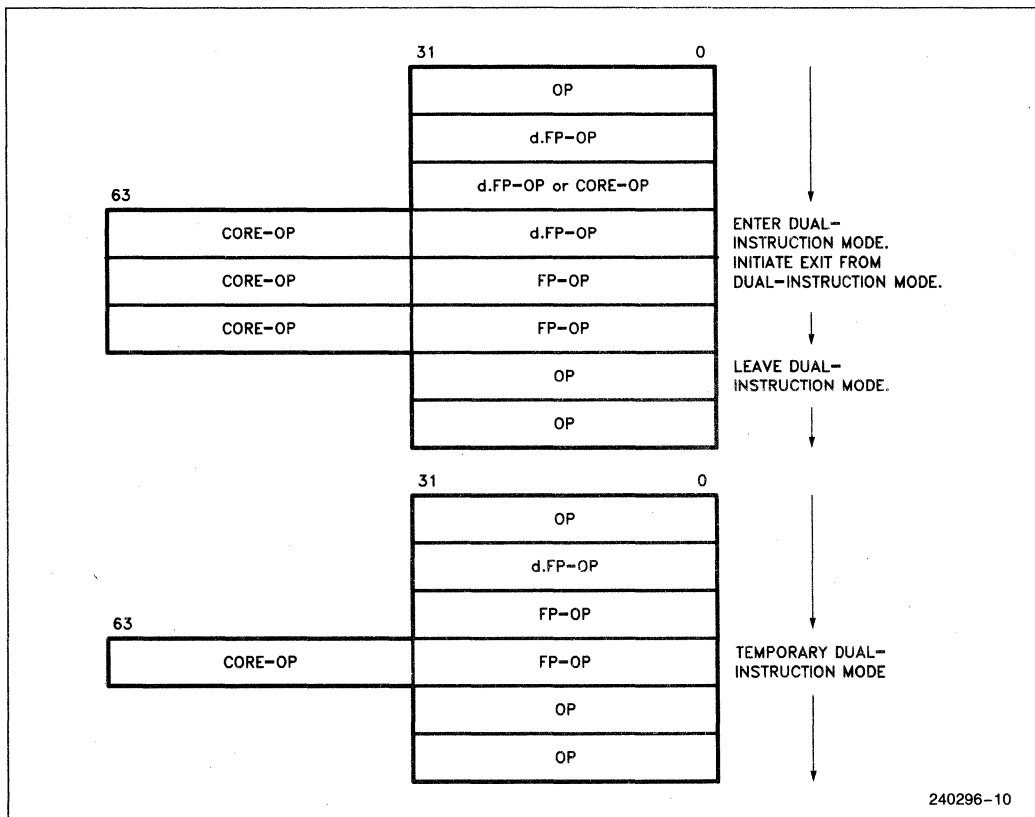 31 0
OP
d.FP-OP
d.FP-OP or CORE-OP
63
CORE-OP d.FP-OP
CORE-OP FP-OP
CORE-OP FP-OP
OP
OP
ENTER DUAL-
INSTRUCTION MODE.
INITIATE EXIT FROM
DUAL-INSTRUCTION MODE.
LEAVE DUAL-
INSTRUCTION MODE.
31 0
OP
d.FP-OP
FP-OP
63
CORE-OP FP-OP
OP
OP
TEMPORARY DUAL-
INSTRUCTION MODE
240296-10